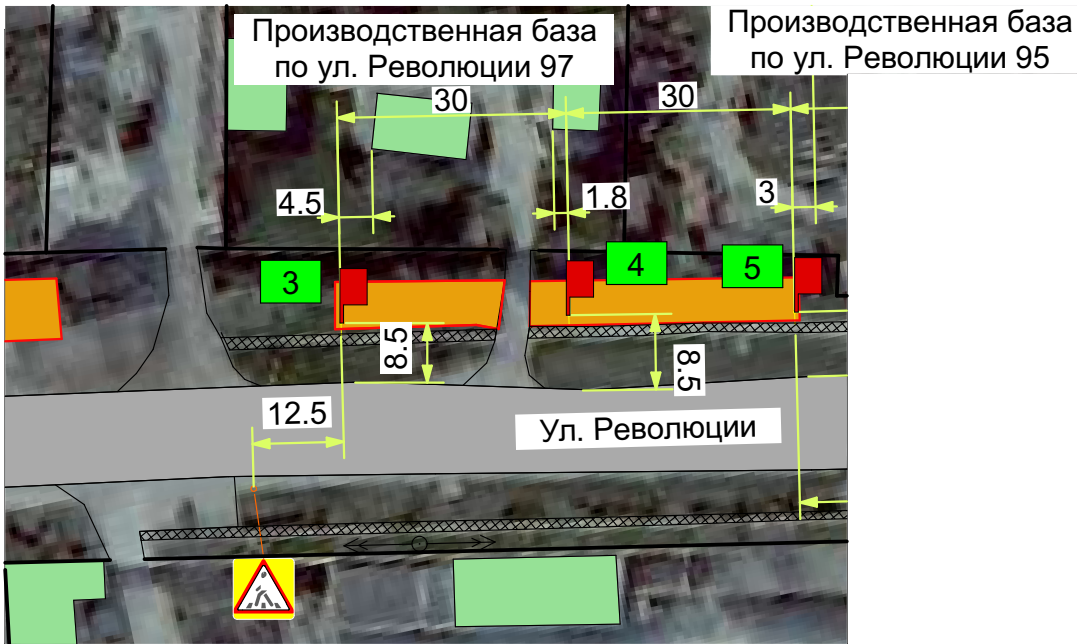 Производственная база
по ул. Революции 97
Производственная база
по ул. Революции 95
30
30
4.5
1.8
3
3
4
5
8.5
8.5
12.5
Ул. Революции